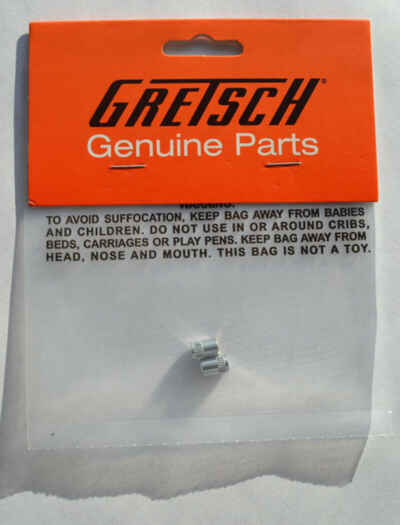 GRETSCH®
Genuine Parts
WARNING:
TO AVOID SUFFOCATION, KEEP BAG AWAY FROM BABIES
AND CHILDREN. DO NOT USE IN OR AROUND CRIBS,
BEDS, CARRIAGES OR PLAY PENS. KEEP BAG AWAY FROM
HEAD, NOSE AND MOUTH. THIS BAG IS NOT A TOY.